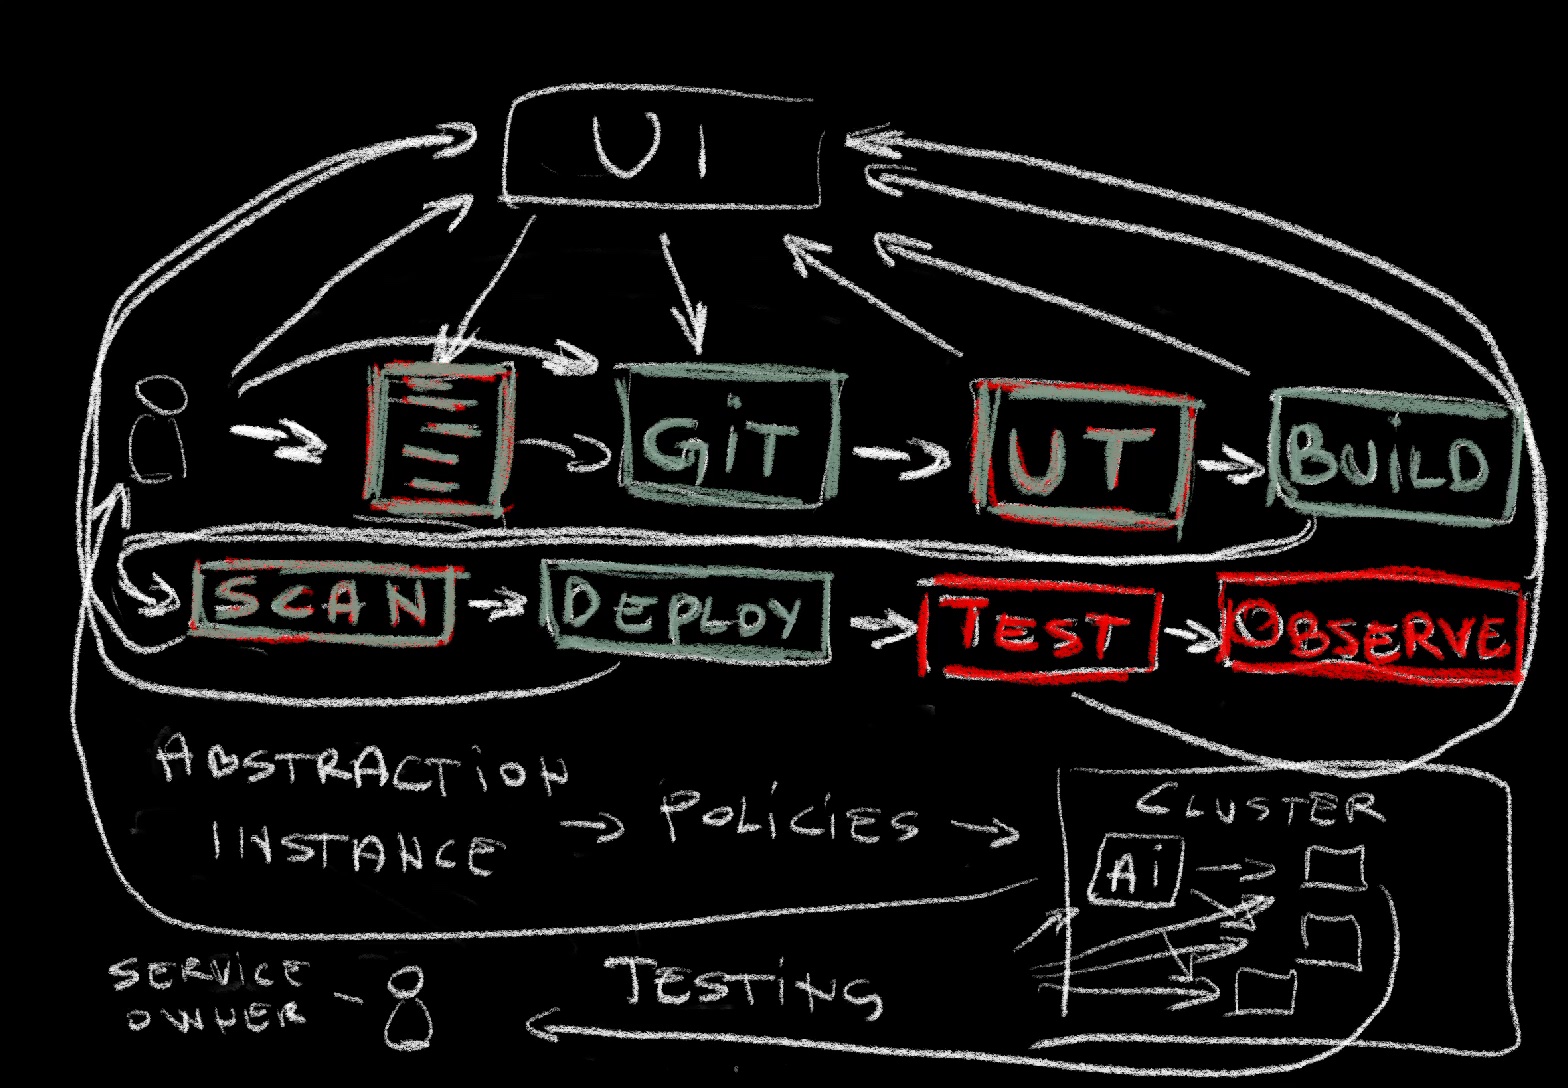 UI
GiT
UT
BUiLD
SCAN
DEPLOY
TEST
OBSERVE
ABSTRACTiON
INSTANCE
POLiCiES
CLUSTER
Ai
SERViCE
OWNER
TESTiNG